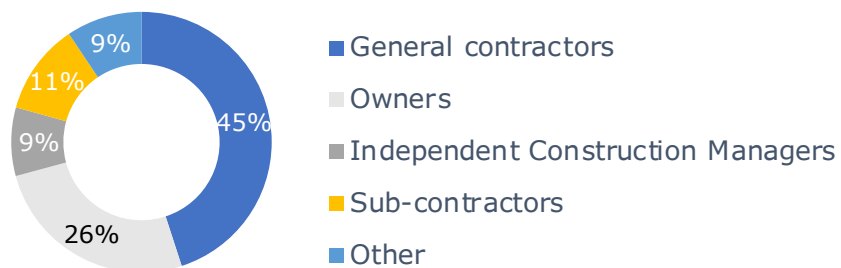 9%
11%
9%
26%
45%
General contractors
Owners
Independent Construction Managers
Sub-contractors
Other